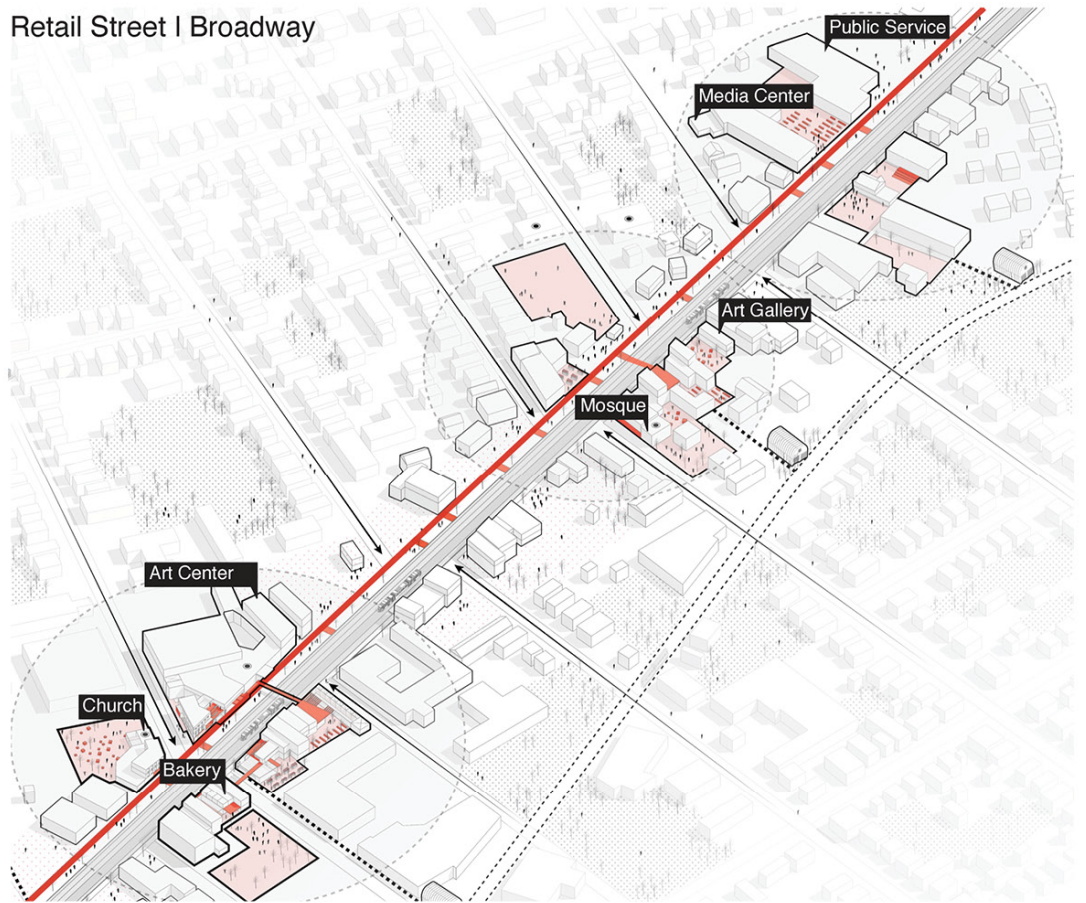 Retail Street I Broadway
Public Service
Media Center
Art Gallery
Mosque
Art Center
Church
Bakery